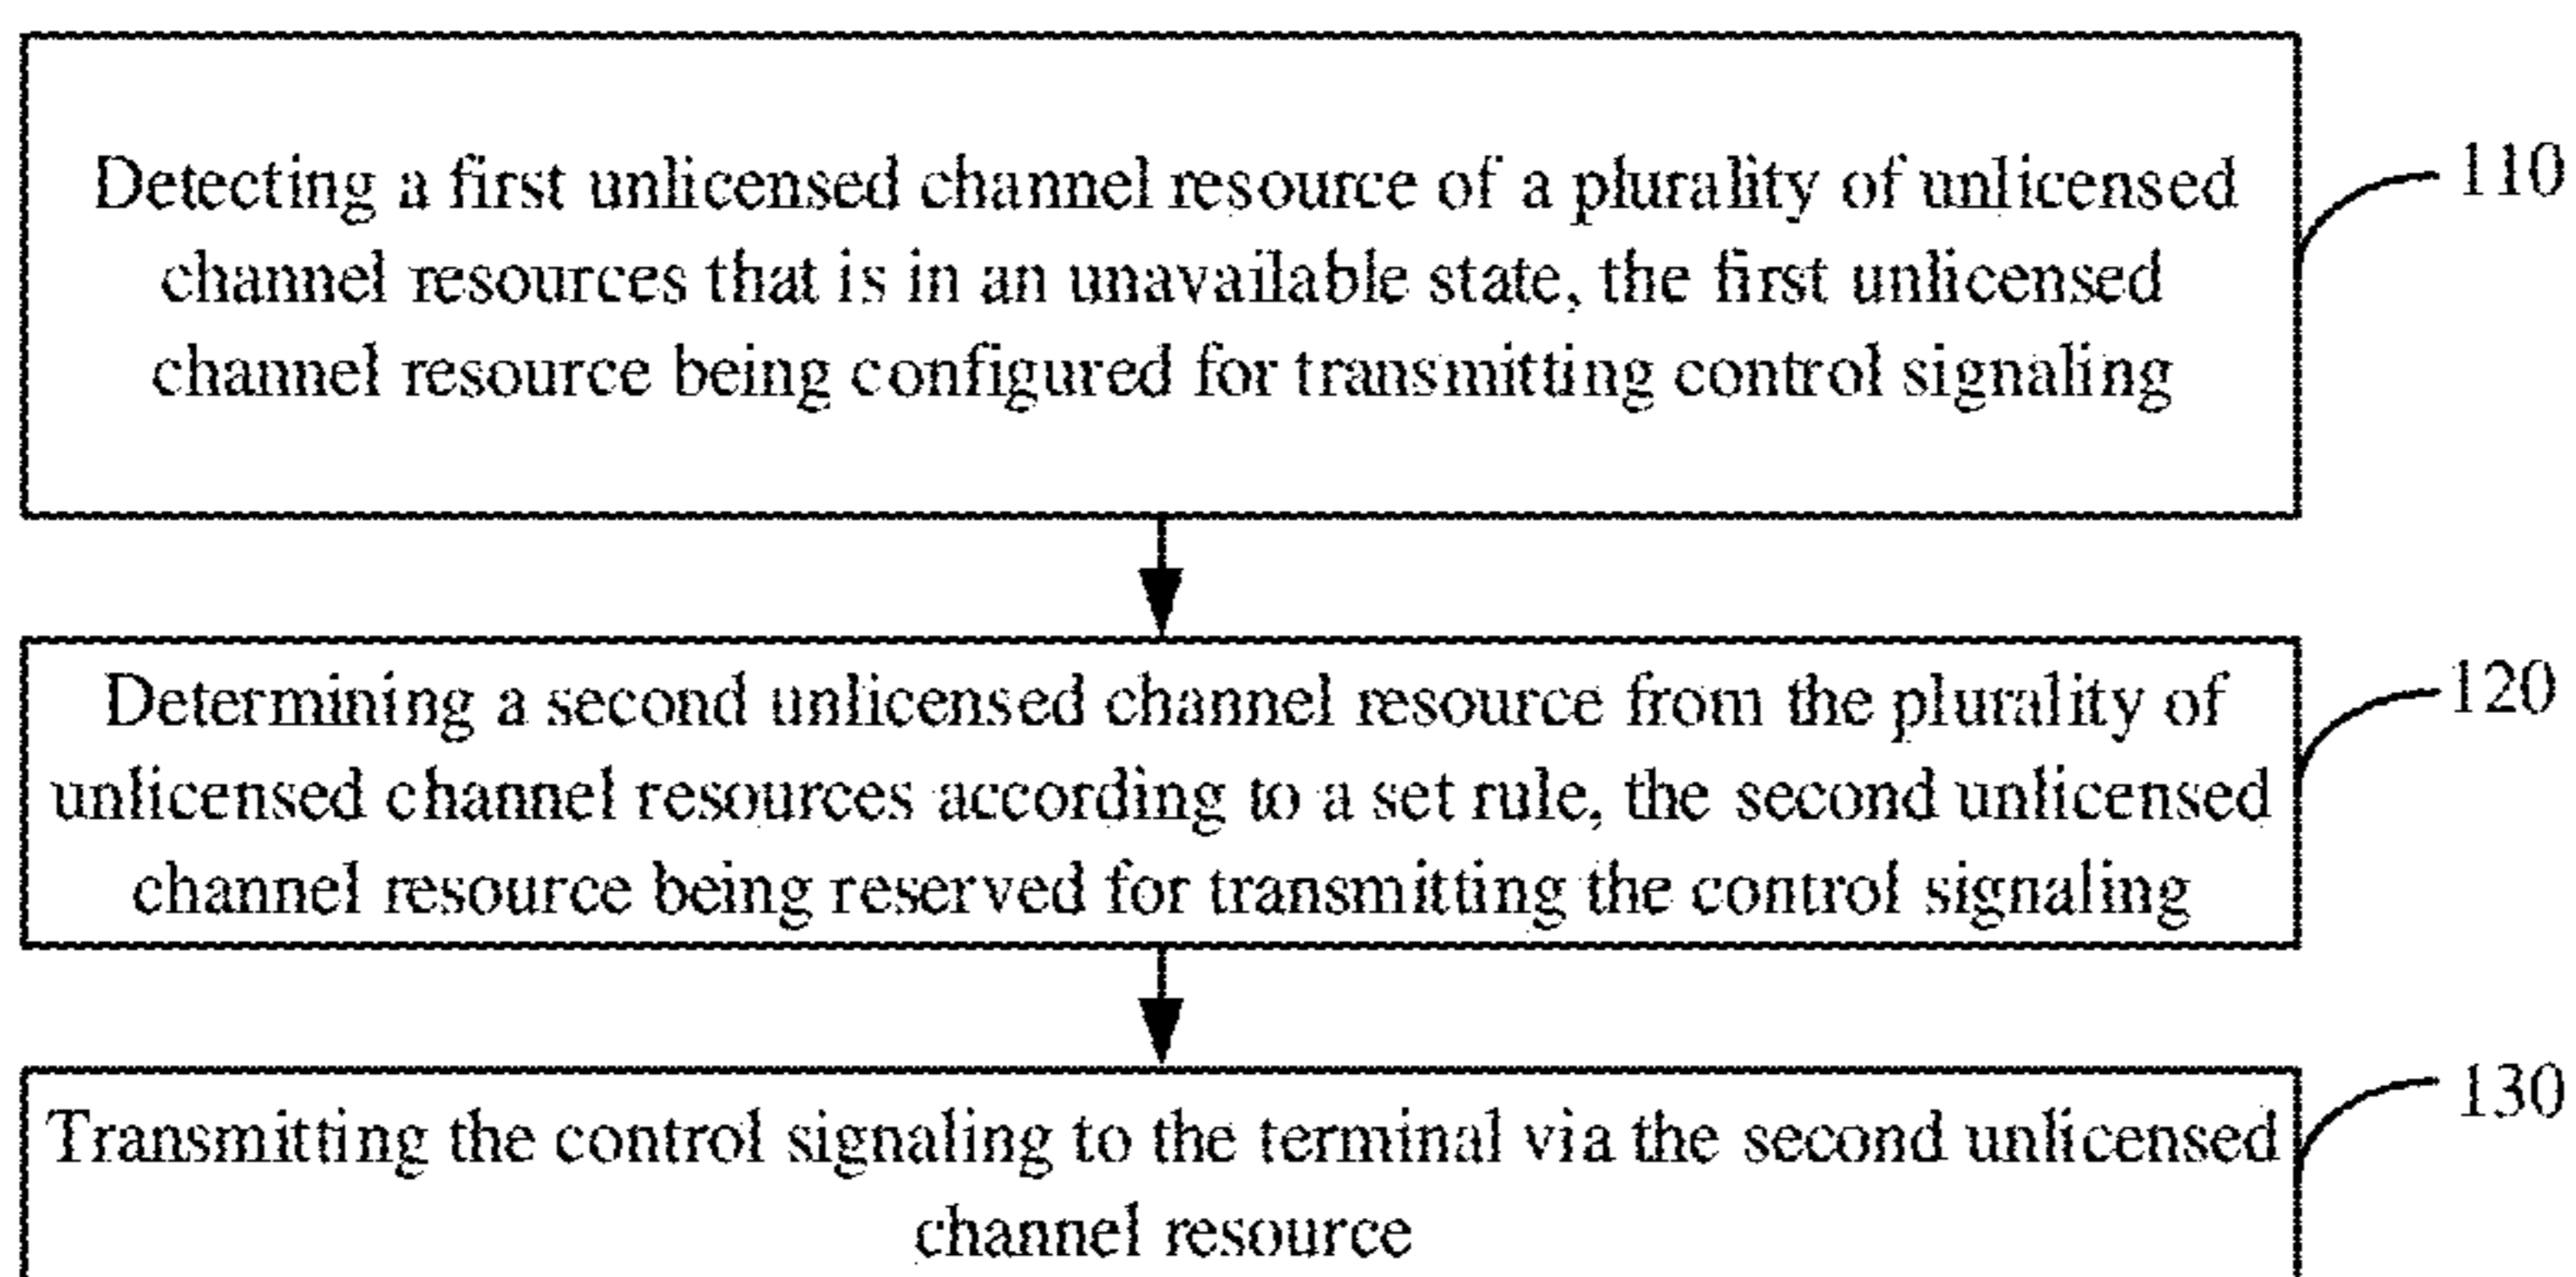 Detecting a first unlicensed channel resource of a plurality of unlicensed
channel resources that is in an unavailable state, the first unlicensed
channel resource being configured for transmitting control signaling
110
Determining a second unlicensed channel resource from the plurality of
unlicensed channel resources according to a set rule, the second unlicensed
channel resource being reserved for transmitting the control signaling
120
Transmitting the control signaling to the terminal via the second unlicensed
channel resource
130